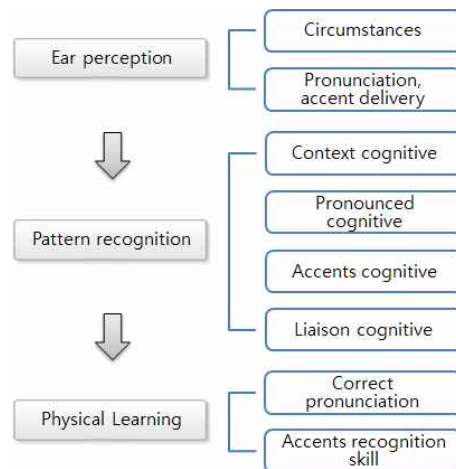 Ear perception
Circumstances
Pronunciation,
accent delivery
Pattern recognition
Context cognitive
Pronounced
cognitive
Accents cognitive
Liaison cognitive
Physical Learning
Correct
pronunciation
Accents recognition
skill